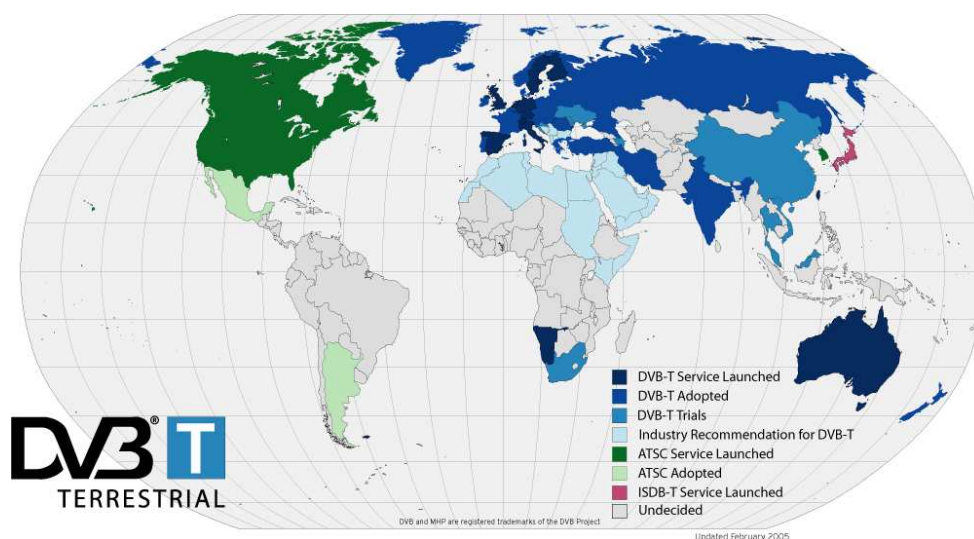 DVB-T Service Launched
DVB-T Adopted
DVB-T Trials
Industry Recommendation for DVB-T
ATSC Service Launched
ATSC Adopted
ISDB-T Service Launched
Undecided
DVB® T
TERRESTRIAL
DVB and MHP are registered trademarks of the DVB Project
Updated February 2005